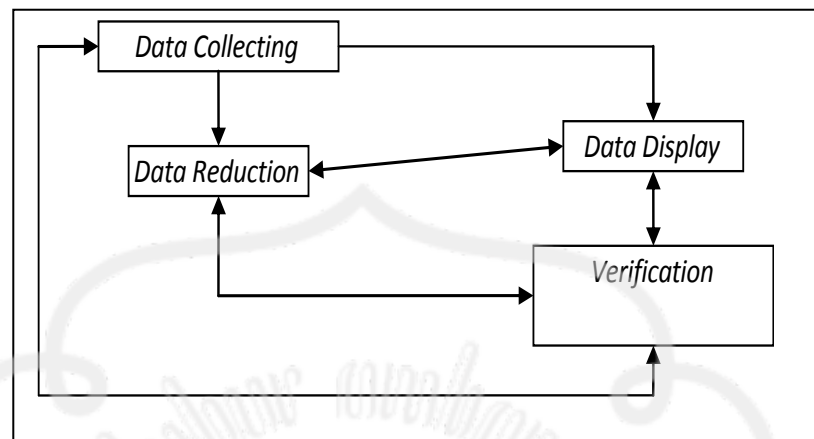 Data Collecting
Data Display
Data Reduction
Verification